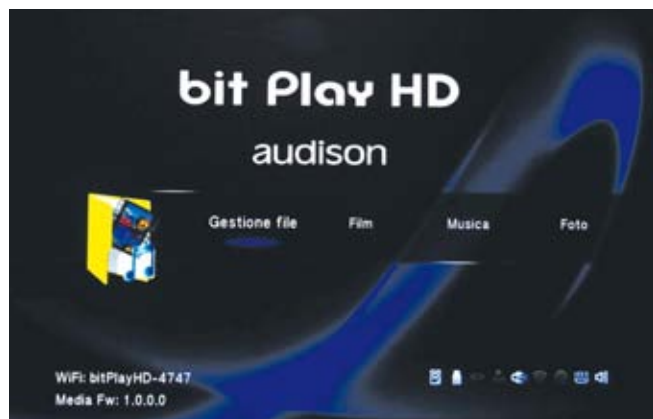 bit Play HD
audison
Gestione file Film Musica Foto
WiFi: bitPlayHD-4747
Media Fw: 1.0.0.0